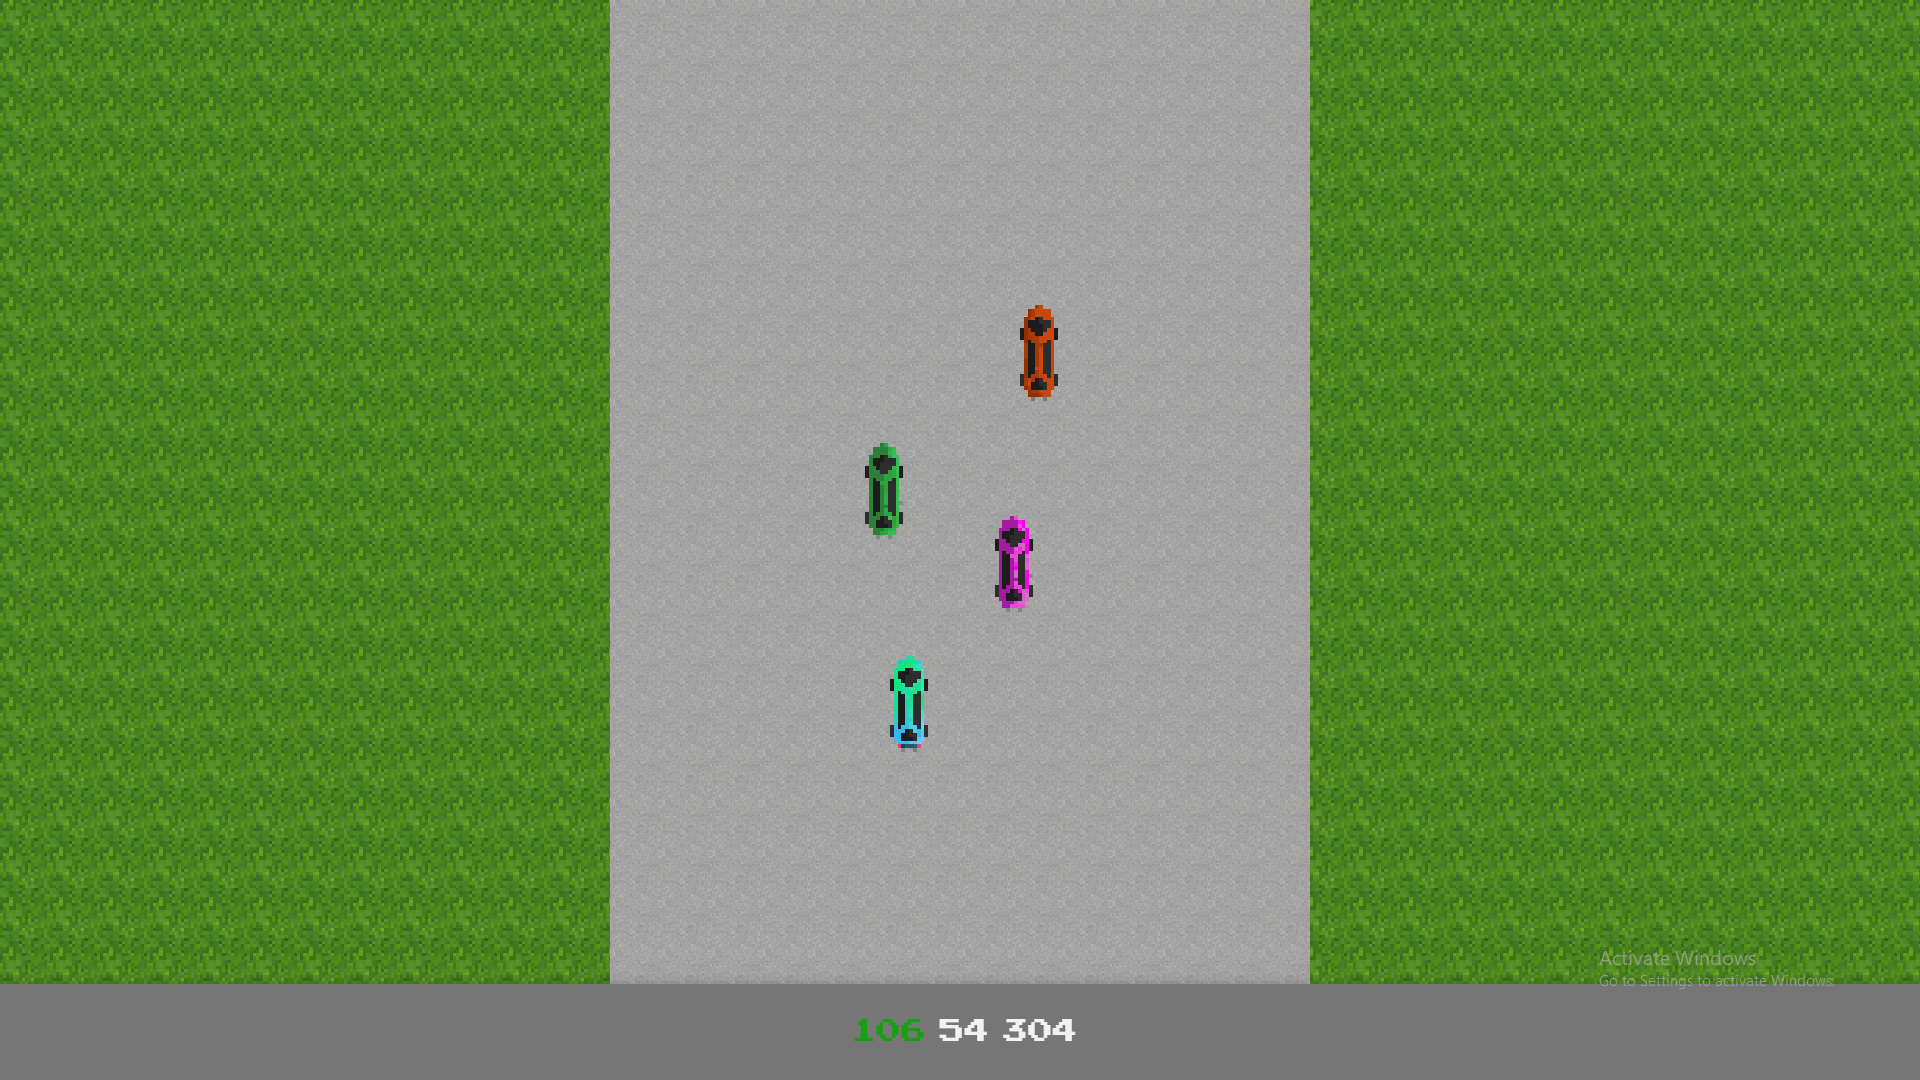 Activate Windows
Go to Settings to activate Windows.
106 54 304